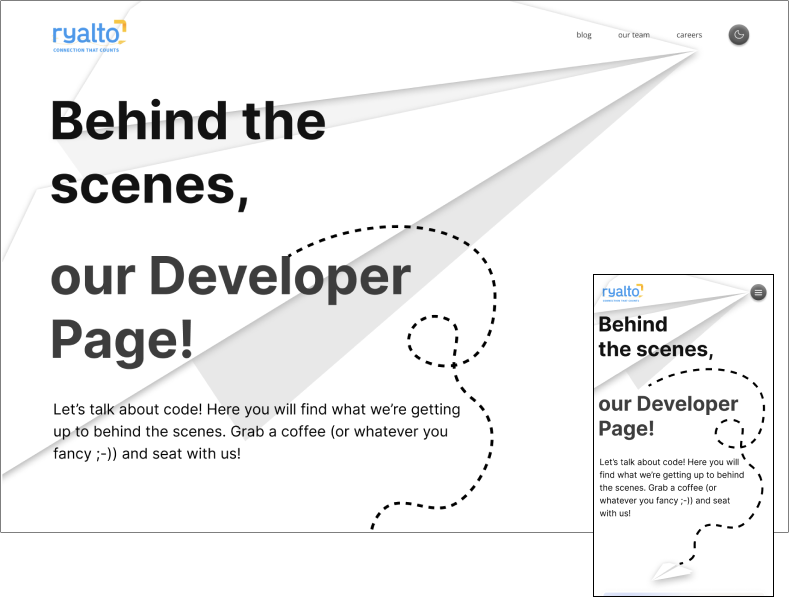 ryalto
CONNECTION THAT COUNTS
blog our team careers
Behind the
scenes,
our Developer
Page!
Let's talk about code! Here you will find what we're getting
up to behind the scenes. Grab a coffee (or whatever you
fancy ;-)) and seat with us!
ryalto
CONNECTION THAT COUNTS
Behind
the scenes,
our Developer
Page!
Let's talk about code! Here you will
find what we're getting up to behind
the scenes. Grab a coffee (or
whatever you fancy ;-)) and seat
with us!